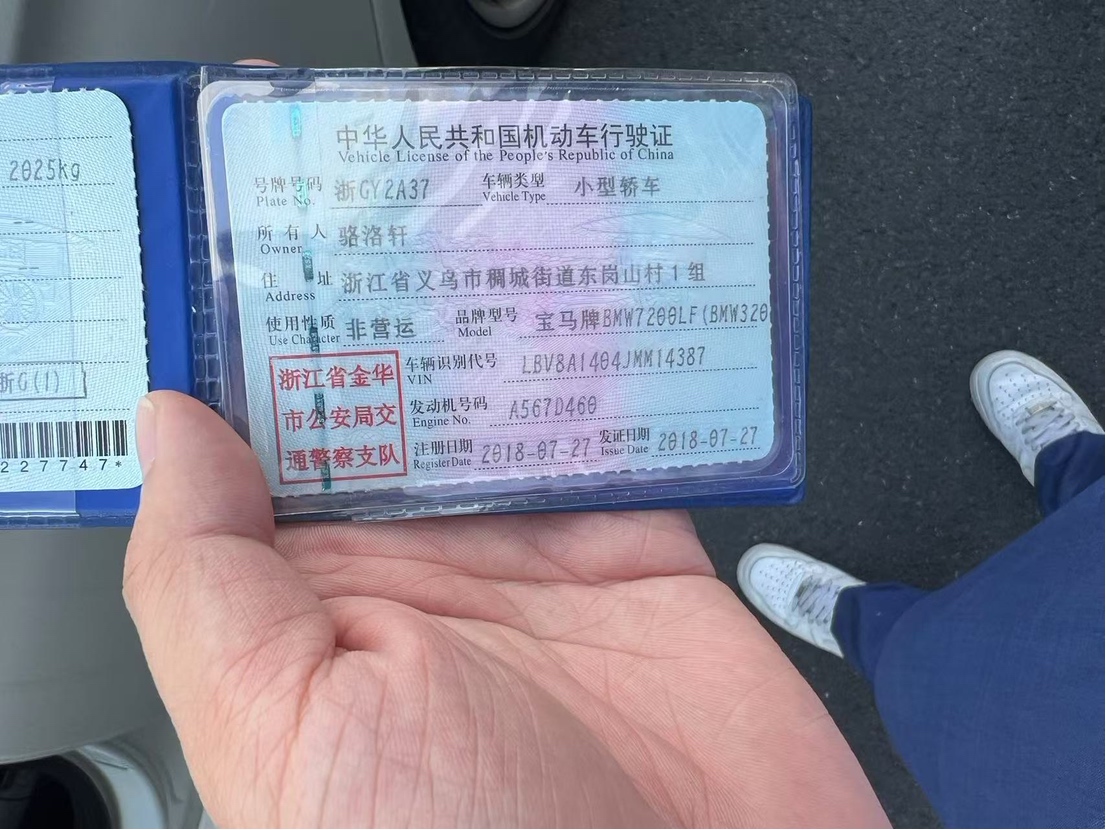 2025kg
浙G(1)
227747*
中华人民共和国机动车行驶证
Vehicle License of the People's Republic of China
号牌号码 浙GY2A37 车辆类型 小型轿车
Plate No. Vehicle Type
所有人 骆洛轩
Owner
住址 浙江省义乌市稠城街道东岗山村1组
Address
使用性质 非营运 品牌型号 宝马牌BMW7200LF(BMW320
Use Character Model
浙江省金华
市公安局交
通警察支队
车辆识别代号 LBV8A1404JMM14387
VIN
发动机号码 A567D460
Engine No.
注册日期 2018-07-27 发证日期 2018-07-27
Register Date Issue Date